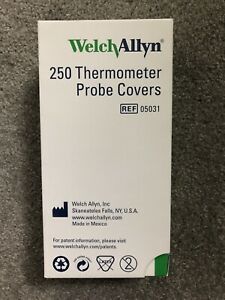 WelchAllyn®
250 Thermometer
Probe Covers
REF 05031
Welch Allyn, Inc
Skaneateles Falls, NY, U.S.A.
www.welchallyn.com
Made in Mexico
For patent information, please visit
www.welchallyn.com/patents.